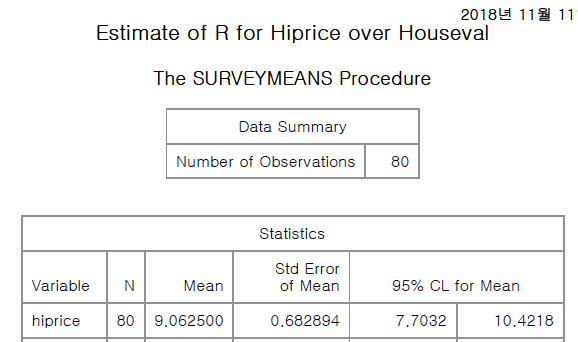 2018년 11월 11
Estimate of R for Hiprice over Houseval
The SURVEYMEANS Procedure
Data Summary
Number of Observations 80
Statistics
Variable N Mean Std Error of Mean 95% CL for Mean
hiprice 80 9.062500 0.682894 7.7032 10.4218